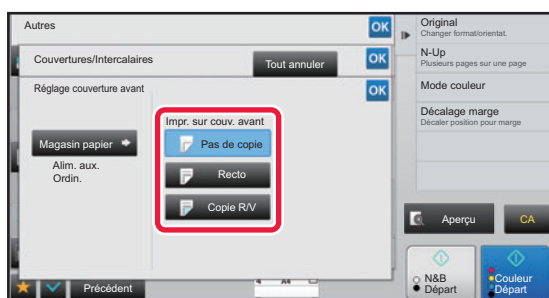 Autres
OK
Couvertures/Intercalaires
Tout annuler
OK
Réglage couverture avant
OK
Impr. sur couv. avant
Magasin papier
Pas de copie
Alim. aux.
Ordin.
Recto
Copie R/V
Précédent
A4
Original
Changer format/orientat.
N-Up
Plusieurs pages sur une page
Mode couleur
Décalage marge
Décaler position pour marge
Aperçu
CA
N&B
Départ
Couleur
Départ